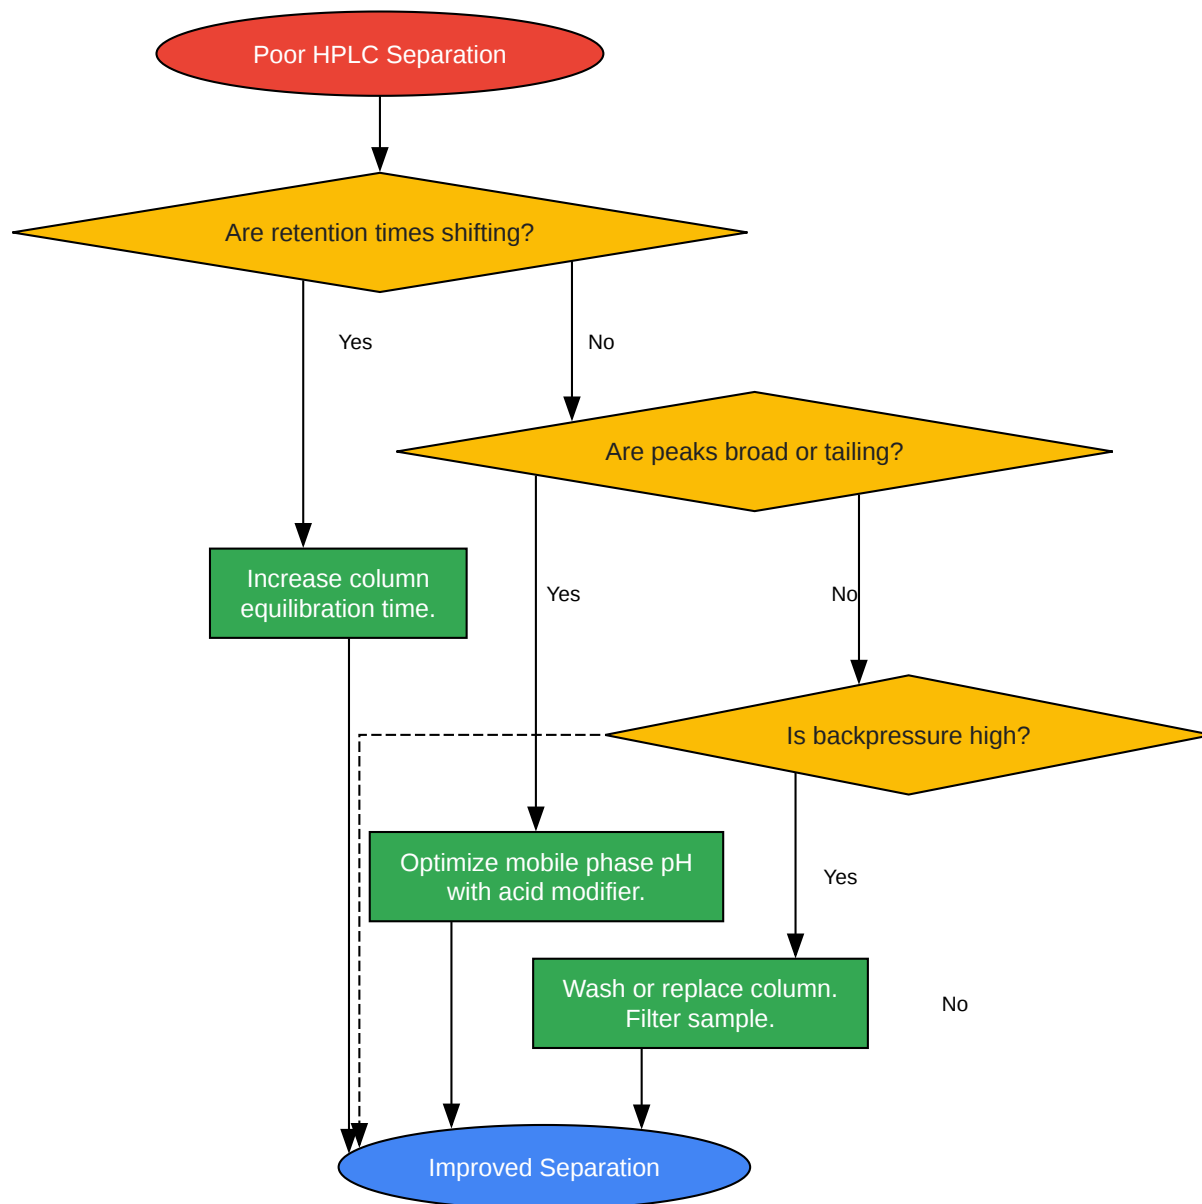 Poor HPLC Separation
Are retention times shifting?
Yes
No
Are peaks broad or tailing?
Increase column
equilibration time.
Yes
No
Is backpressure high?
Optimize mobile phase pH
with acid modifier.
Yes
Wash or replace column.
Filter sample.
No
Improved Separation